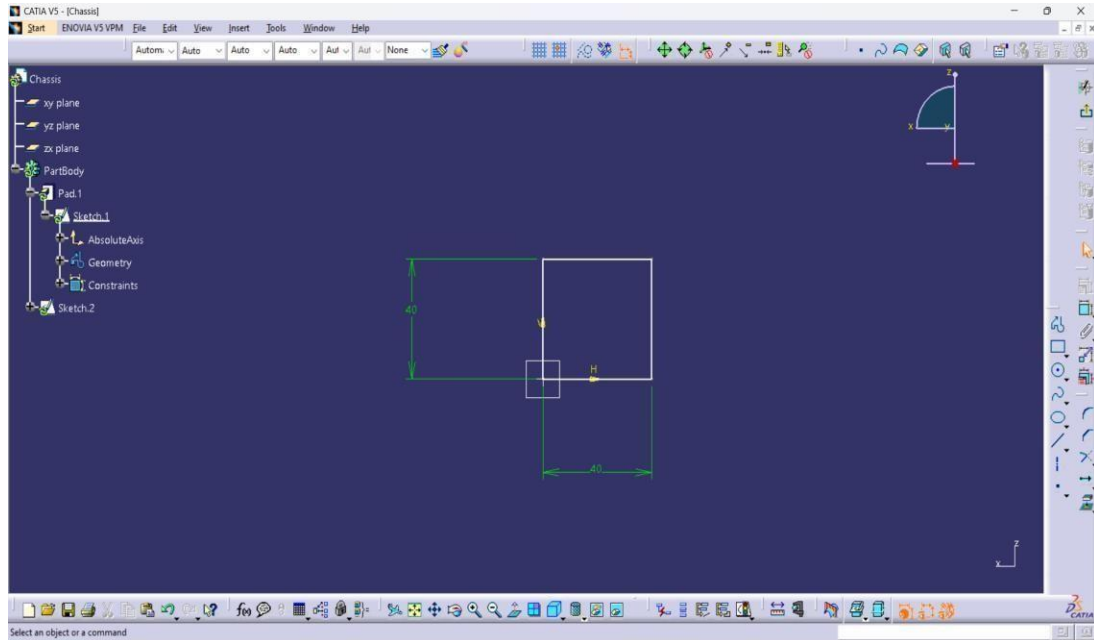 CATIA V5 - [Chassis]
Start ENOVIA V5 VPM File Edit View Insert Tools Window Help
Auto Auto Auto Aut Aut None
Chassis
xy plane
yz plane
zx plane
PartBody
Pad.1
Sketch.1
AbsoluteAxis
Geometry
Constraints
Sketch.2
z
x y
40
V
H
40
z
x
f(x)
CATIA
Select an object or a command